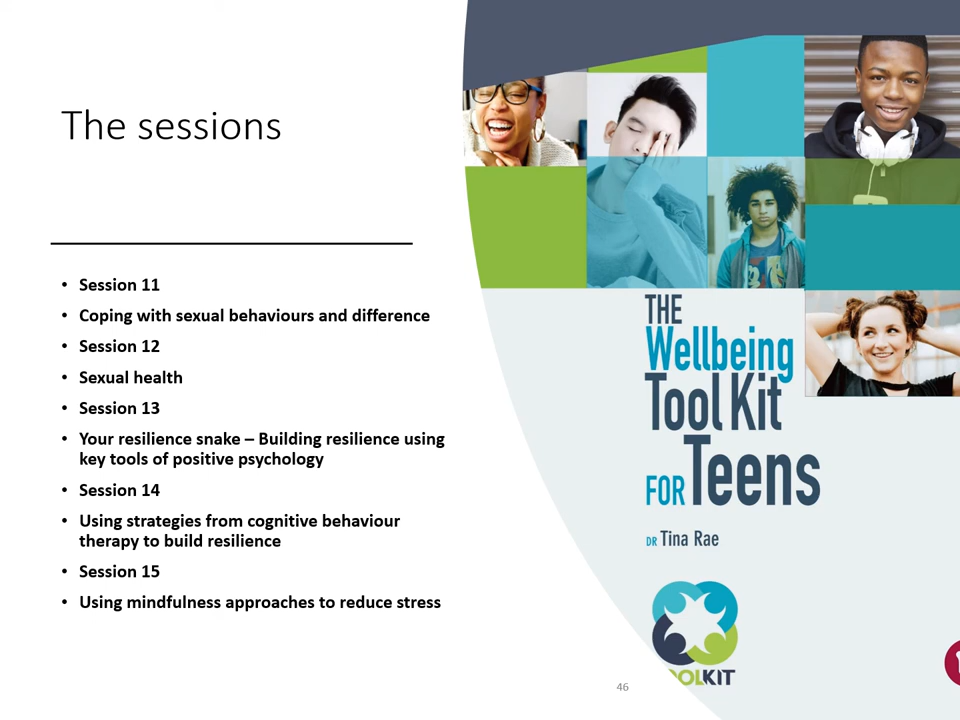 The sessions
• Session 11
• Coping with sexual behaviours and difference
• Session 12
• Sexual health
• Session 13
• Your resilience snake – Building resilience using
key tools of positive psychology
• Session 14
• Using strategies from cognitive behaviour
therapy to build resilience
• Session 15
• Using mindfulness approaches to reduce stress
THE
Wellbeing
Tool Kit
FOR Teens
DR Tina Rae
46